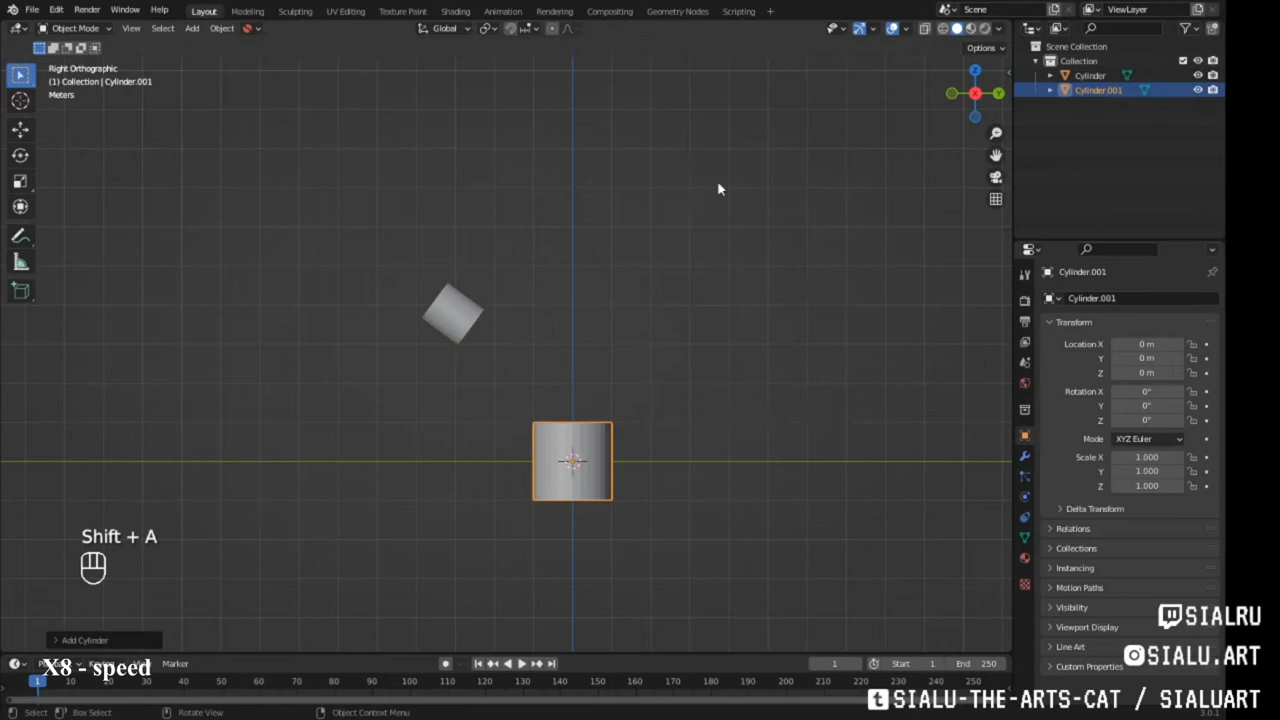 File Edit Render Window Help Layout Modeling Sculpting UV Editing Texture Paint Shading Animation Rendering Compositing Geometry Nodes Scripting + Scene ViewLayer
Object Mode View Select Add Object Global
Options
Right Orthographic
(1) Collection | Cylinder.001
Meters
Z
X
Y
Scene Collection
Collection
Cylinder
Cylinder.001
Cylinder.001
Cylinder.001
Transform
Location X 0 m
Y 0 m
Z 0 m
Rotation X 0°
Y 0°
Z 0°
Mode XYZ Euler
Scale X 1.000
Y 1.000
Z 1.000
Delta Transform
Relations
Collections
Instancing
Motion Paths
Visibility
Viewport Display
Line Art
Custom Properties
Shift + A
Add Cylinder
X8 - speed
Marker
1 Start 1 End 250
1 10 20 30 40 50 60 70 80 90 100 110 120 130 140 150 160 170 180 190 200 210 220 230 240 250
Select Box Select Rotate View Object Context Menu
3.0.1
SIALRU
SIALU.ART
SIALU-THE-ARTS-CAT / SIALUART